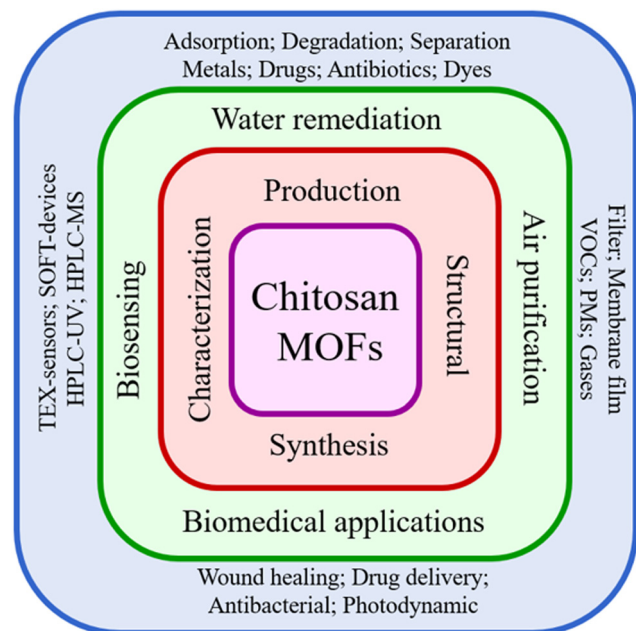 Adsorption; Degradation; Separation
Metals; Drugs; Antibiotics; Dyes
Water remediation
Production
TEX-sensors; SOFT-devices
HPLC-UV; HPLC-MS
Biosensing
Characterization
Chitosan
MOFs
Structural
Air purification
Filter; Membrane film
VOCs; PMs; Gases
Synthesis
Biomedical applications
Wound healing; Drug delivery;
Antibacterial; Photodynamic